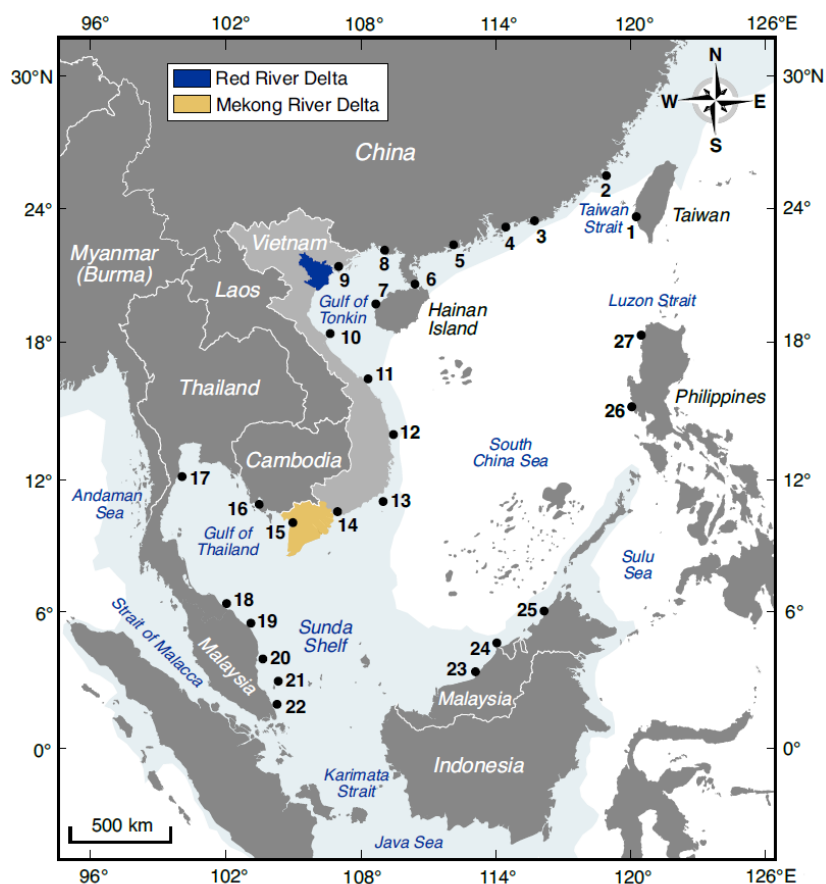 96°
102°
108°
114°
120°
126°E
30°N
30°N
Red River Delta
Mekong River Delta
N
W
E
S
China
2
24°
24°
Taiwan
Strait
1
Taiwan
3
4
5
Vietnam
8
9
6
7
Myanmar
(Burma)
Laos
Gulf of
Tonkin
Hainan
Island
Luzon Strait
10
18°
18°
27
11
Thailand
Philippines
26
12
Cambodia
South
China Sea
17
12°
12°
Andaman
Sea
16
13
14
15
Gulf of
Thailand
Sulu
Sea
18
6°
6°
25
19
Strait of Malacca
Sunda
Shelf
Malaysia
20
24
23
21
Malaysia
22
0°
0°
Indonesia
Karimata
Strait
500 km
Java Sea
96°
102°
108°
114°
120°
126°E